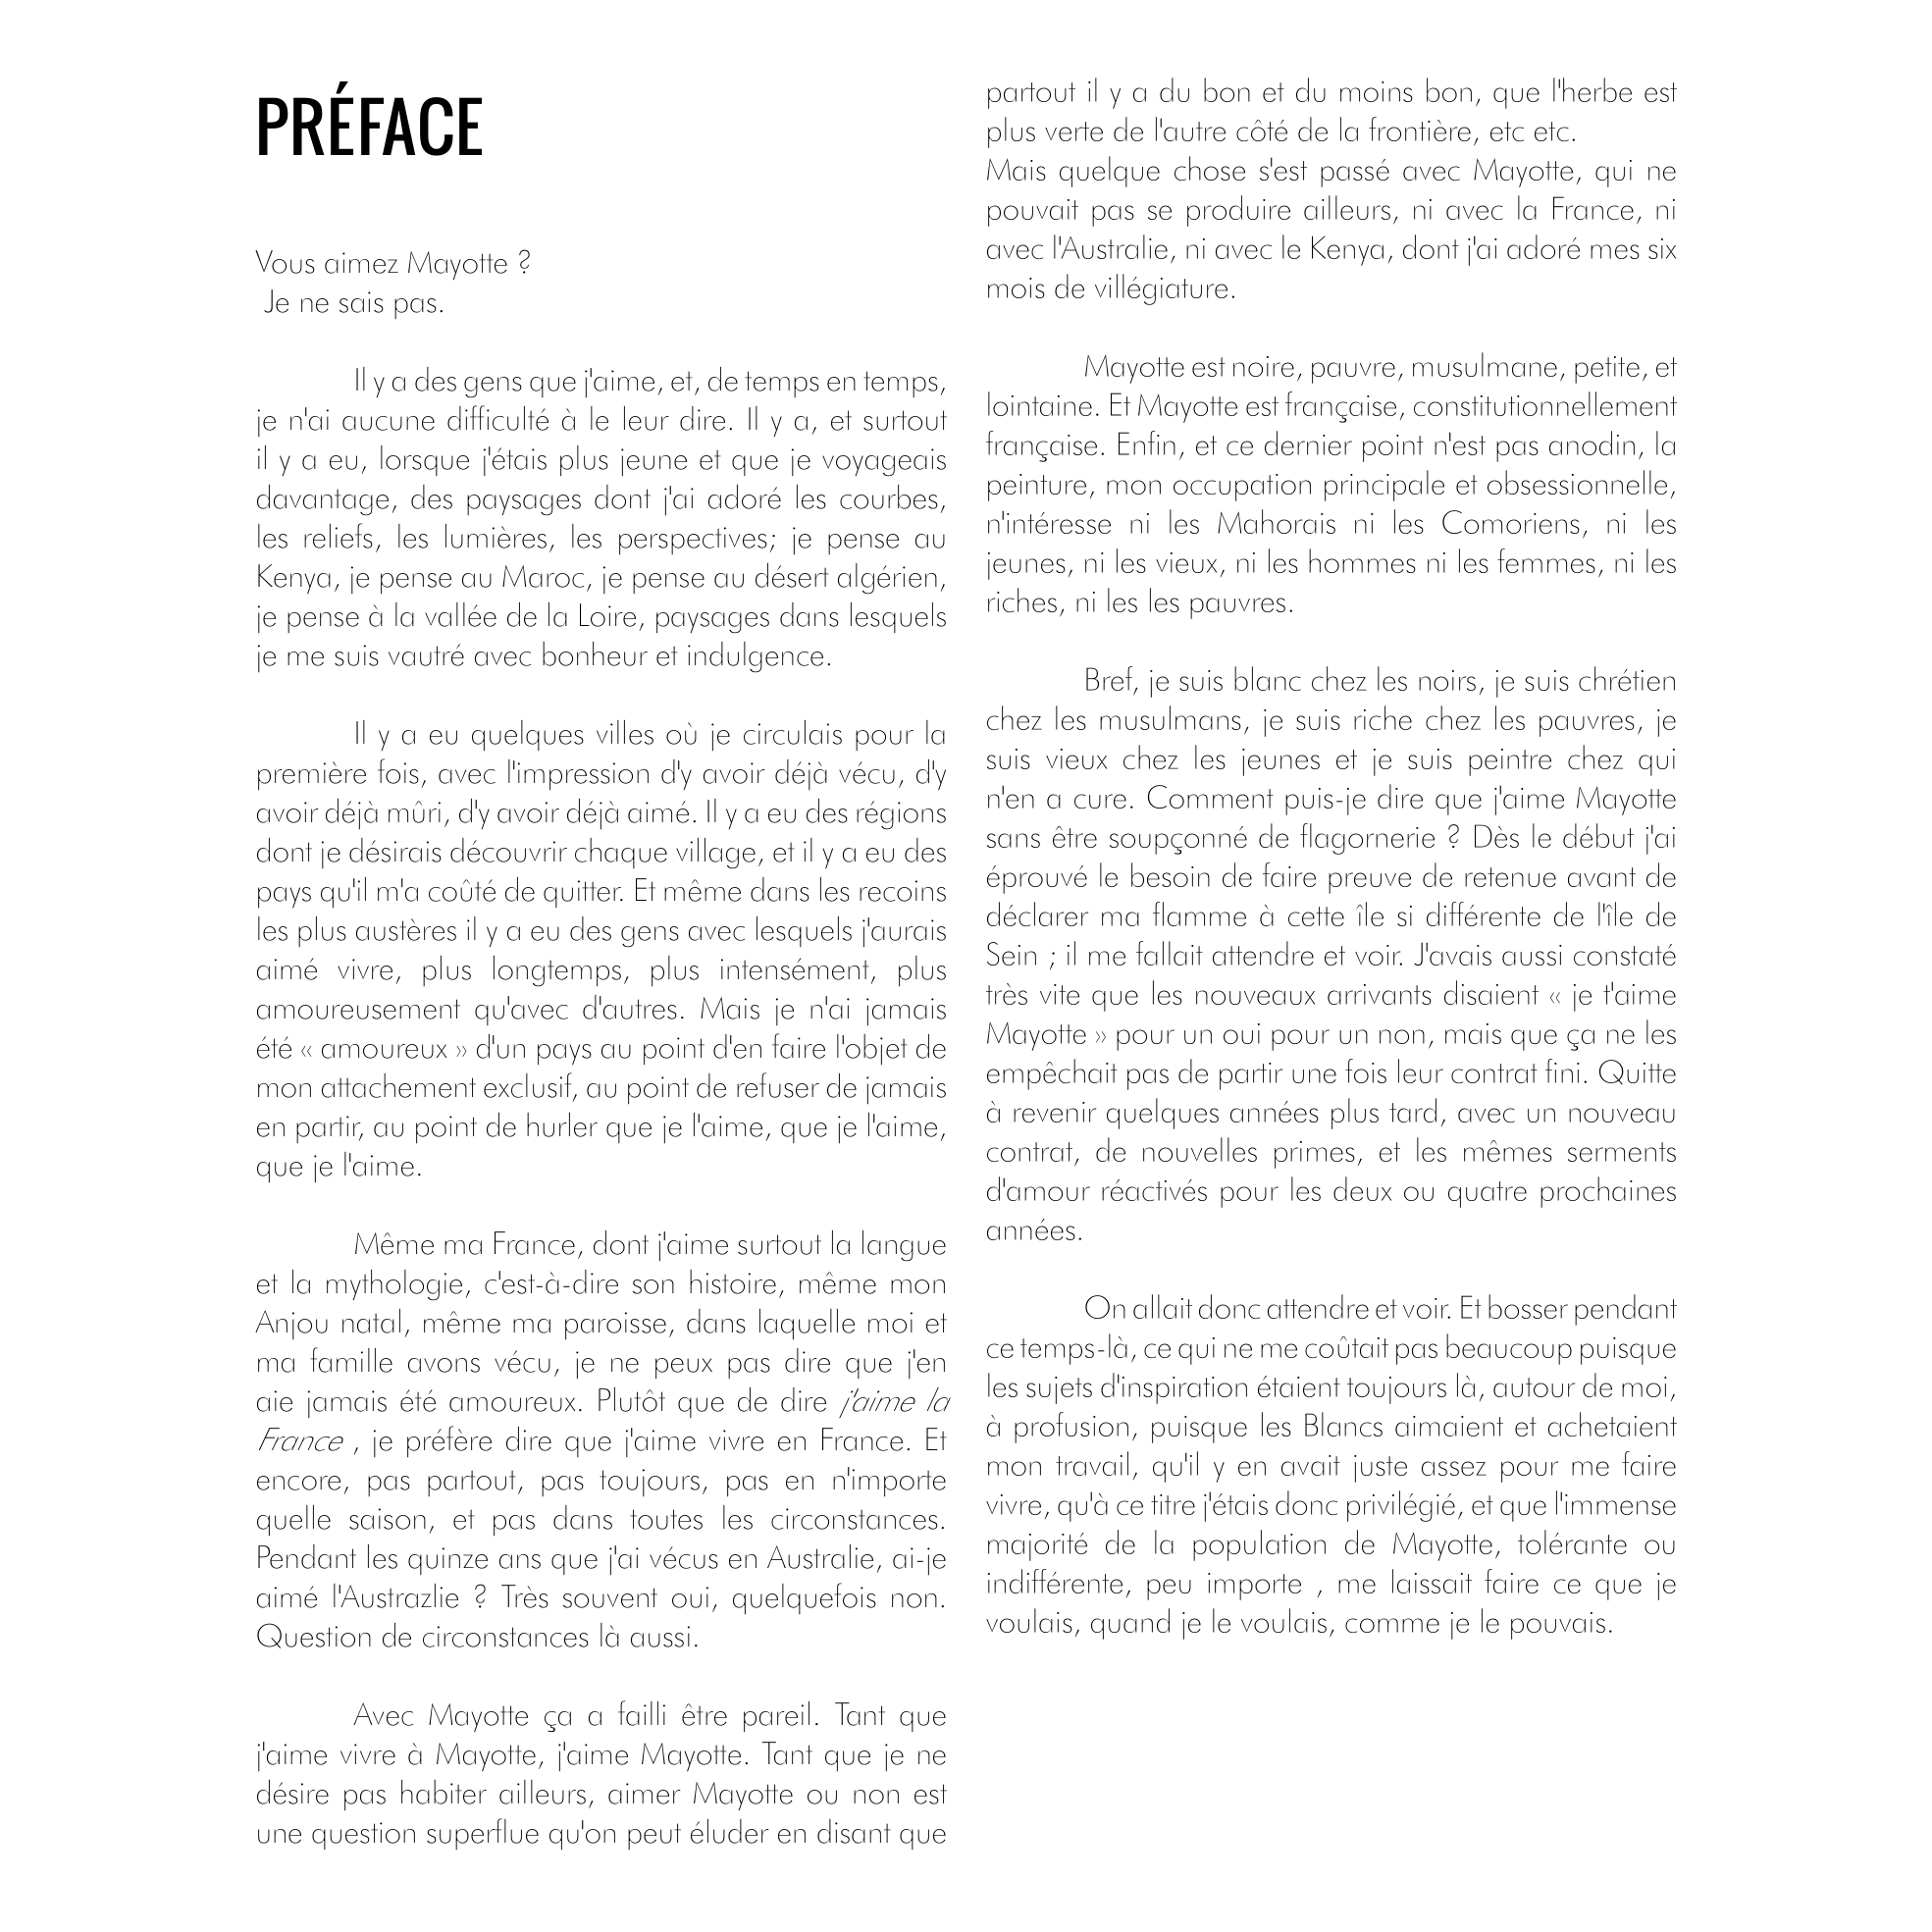 PRÉFACE
Vous aimez Mayotte ?
Je ne sais pas.
Il y a des gens que j'aime, et, de temps en temps,
je n'ai aucune difficulté à le leur dire. Il y a, et surtout
il y a eu, lorsque j'étais plus jeune et que je voyageais
davantage, des paysages dont j'ai adoré les courbes,
les reliefs, les lumières, les perspectives; je pense au
Kenya, je pense au Maroc, je pense au désert algérien,
je pense à la vallée de la Loire, paysages dans lesquels
je me suis vautré avec bonheur et indulgence.
Il y a eu quelques villes où je circulais pour la
première fois, avec l'impression d'y avoir déjà vécu, d'y
avoir déjà mûri, d'y avoir déjà aimé. Il y a eu des régions
dont je désirais découvrir chaque village, et il y a eu des
pays qu'il m'a coûté de quitter. Et même dans les recoins
les plus austères il y a eu des gens avec lesquels j'aurais
aimé vivre, plus longtemps, plus intensément, plus
amoureusement qu'avec d'autres. Mais je n'ai jamais
été « amoureux » d'un pays au point d'en faire l'objet de
mon attachement exclusif, au point de refuser de jamais
en partir, au point de hurler que je l'aime, que je l'aime,
que je l'aime.
Même ma France, dont j'aime surtout la langue
et la mythologie, c'est-à-dire son histoire, même mon
Anjou natal, même ma paroisse, dans laquelle moi et
ma famille avons vécu, je ne peux pas dire que j'en
aie jamais été amoureux. Plutôt que de dire j'aime la
France , je préfère dire que j'aime vivre en France. Et
encore, pas partout, pas toujours, pas en n'importe
quelle saison, et pas dans toutes les circonstances.
Pendant les quinze ans que j'ai vécus en Australie, ai-je
aimé l'Austrazlie ? Très souvent oui, quelquefois non.
Question de circonstances là aussi.
Avec Mayotte ça a failli être pareil. Tant que
j'aime vivre à Mayotte, j'aime Mayotte. Tant que je ne
désire pas habiter ailleurs, aimer Mayotte ou non est
une question superflue qu'on peut éluder en disant que
partout il y a du bon et du moins bon, que l'herbe est
plus verte de l'autre côté de la frontière, etc etc.
Mais quelque chose s'est passé avec Mayotte, qui ne
pouvait pas se produire ailleurs, ni avec la France, ni
avec l'Australie, ni avec le Kenya, dont j'ai adoré mes six
mois de villégiature.
Mayotte est noire, pauvre, musulmane, petite, et
lointaine. Et Mayotte est française, constitutionnellement
française. Enfin, et ce dernier point n'est pas anodin, la
peinture, mon occupation principale et obsessionnelle,
n'intéresse ni les Mahorais ni les Comoriens, ni les
jeunes, ni les vieux, ni les hommes ni les femmes, ni les
riches, ni les les pauvres.
Bref, je suis blanc chez les noirs, je suis chrétien
chez les musulmans, je suis riche chez les pauvres, je
suis vieux chez les jeunes et je suis peintre chez qui
n'en a cure. Comment puis-je dire que j'aime Mayotte
sans être soupçonné de flagornerie ? Dès le début j'ai
éprouvé le besoin de faire preuve de retenue avant de
déclarer ma flamme à cette île si différente de l'île de
Sein ; il me fallait attendre et voir. J'avais aussi constaté
très vite que les nouveaux arrivants disaient « je t'aime
Mayotte » pour un oui pour un non, mais que ça ne les
empêchait pas de partir une fois leur contrat fini. Quitte
à revenir quelques années plus tard, avec un nouveau
contrat, de nouvelles primes, et les mêmes serments
d'amour réactivés pour les deux ou quatre prochaines
années.
On allait donc attendre et voir. Et bosser pendant
ce temps-là, ce qui ne me coûtait pas beaucoup puisque
les sujets d'inspiration étaient toujours là, autour de moi,
à profusion, puisque les Blancs aimaient et achetaient
mon travail, qu'il y en avait juste assez pour me faire
vivre, qu'à ce titre j'étais donc privilégié, et que l'immense
majorité de la population de Mayotte, tolérante ou
indifférente, peu importe , me laissait faire ce que je
voulais, quand je le voulais, comme je le pouvais.